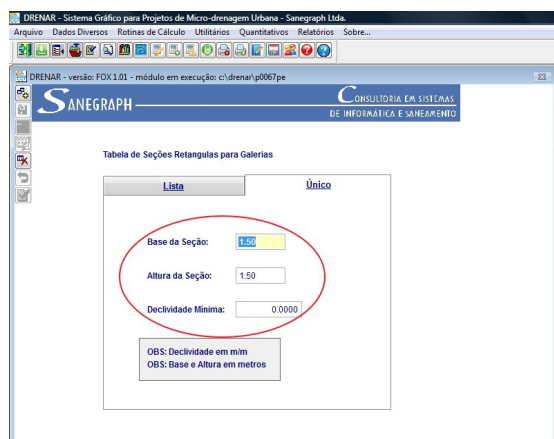 DRENAR - Sistema Gráfico para Projetos de Micro-drenagem Urbana - Sanegraph Ltda.
Arquivo Dados Diversos Rotinas de Cálculo Utilitários Quantitativos Relatórios Sobre...
DRENAR - versão: FOX 1.01 - módulo em execução: c:\drenar\p0067pe
SANEGRAPH
CONSULTORIA EM SISTEMAS
DE INFORMÁTICA E SANEAMENTO
Tabela de Seções Retangulas para Galerias
Lista Único
Base da Seção: 1.50
Altura da Seção: 1.50
Declividade Mínima: 0.0000
OBS: Declividade em m/m
OBS: Base e Altura em metros